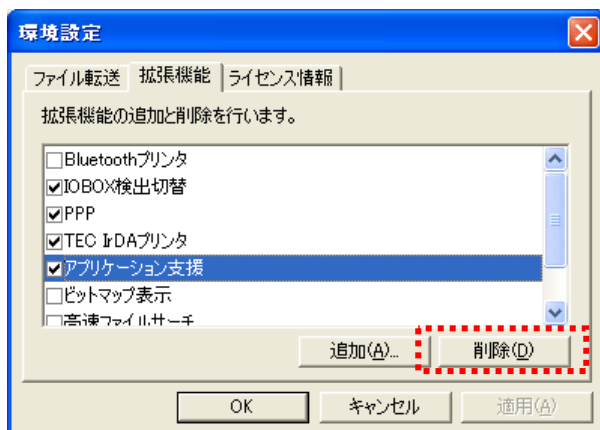 環境設定
ファイル転送 拡張機能 ライセンス情報
拡張機能の追加と削除を行います。
Bluetoothプリンタ
IOBOX検出切替
PPP
TEC IrDAプリンタ
アプリケーション支援
ビットマップ表示
高速ファイルサーチ
追加(A)... 削除(D)
OK キャンセル 適用(A)